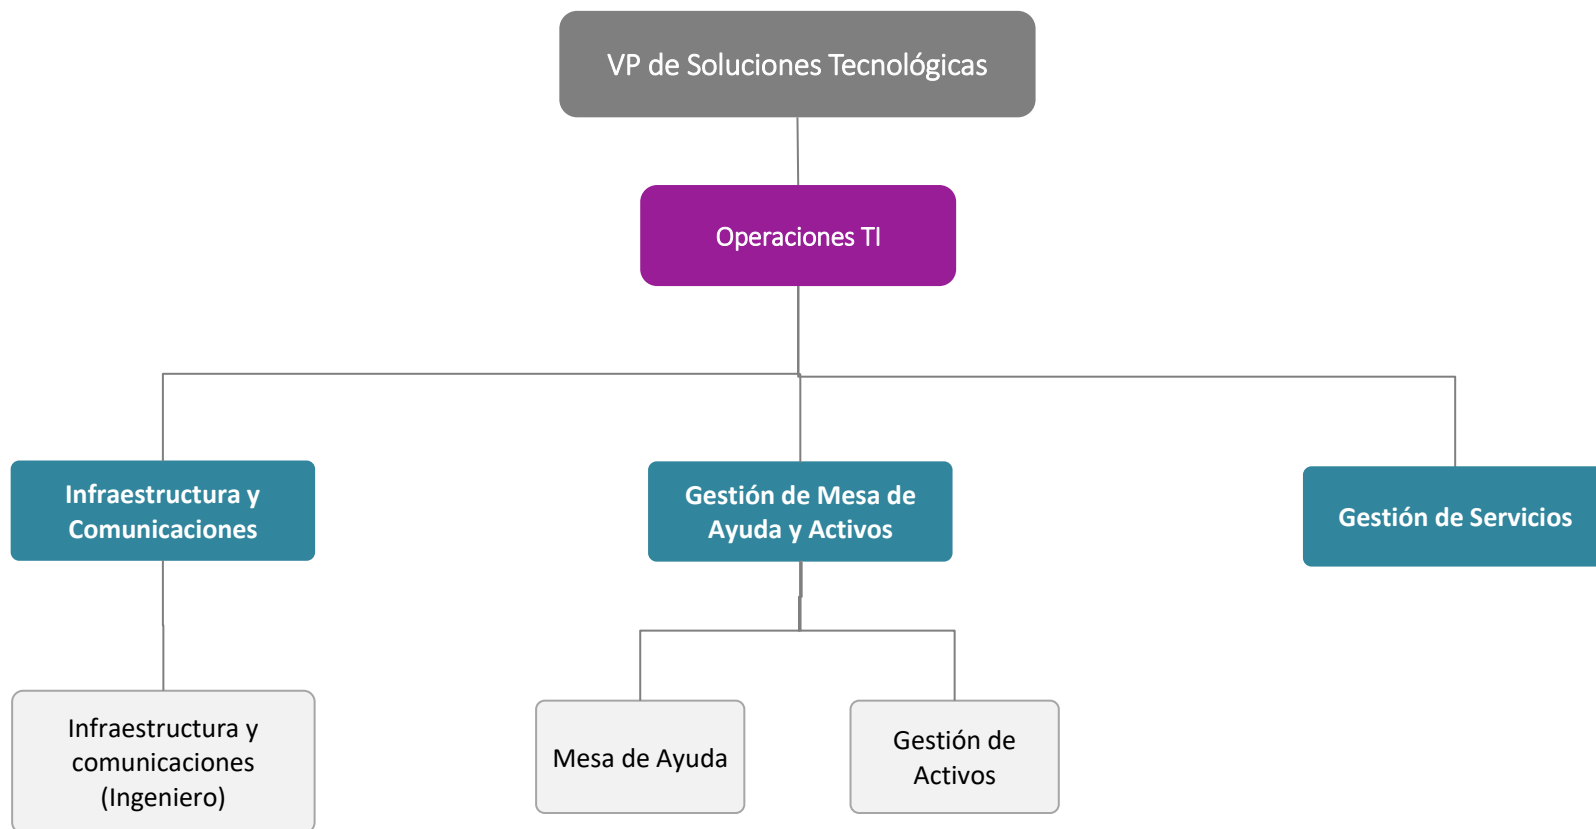 VP de Soluciones Tecnológicas
Operaciones TI
Infraestructura y
Comunicaciones
Gestión de Mesa de
Ayuda y Activos
Gestión de Servicios
Infraestructura y
comunicaciones
(Ingeniero)
Mesa de Ayuda
Gestión de
Activos